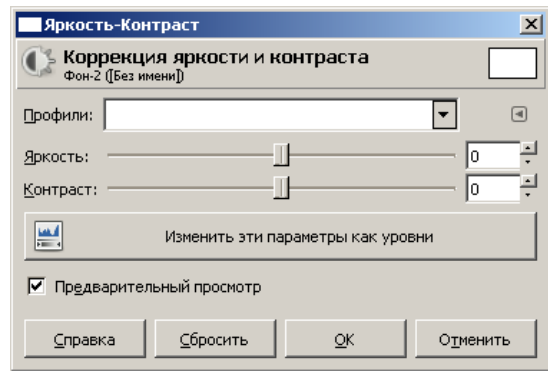 Яркость-Контраст
Коррекция яркости и контраста
Фон-2 ([Без имени])
Профили:
Яркость: 0
Контраст: 0
Изменить эти параметры как уровни
Предварительный просмотр
Справка Сбросить OK Отменить